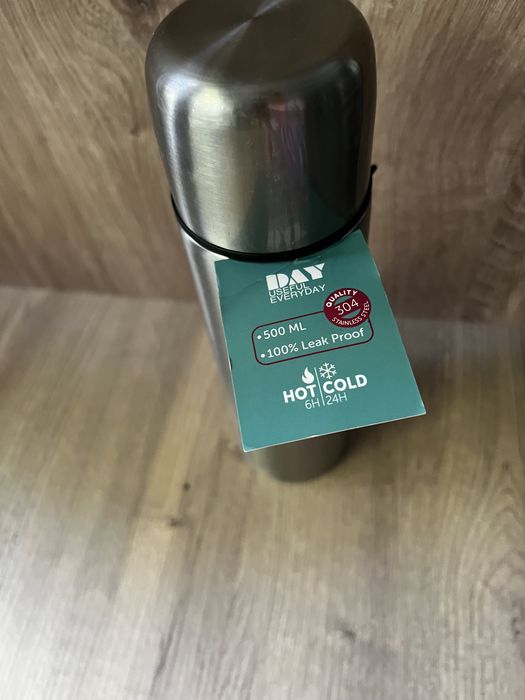 DAY
USEFUL
EVERYDAY
QUALITY
304
STAINLESS STEEL
•500 ML
•100% Leak Proof
HOT COLD
6H 24H